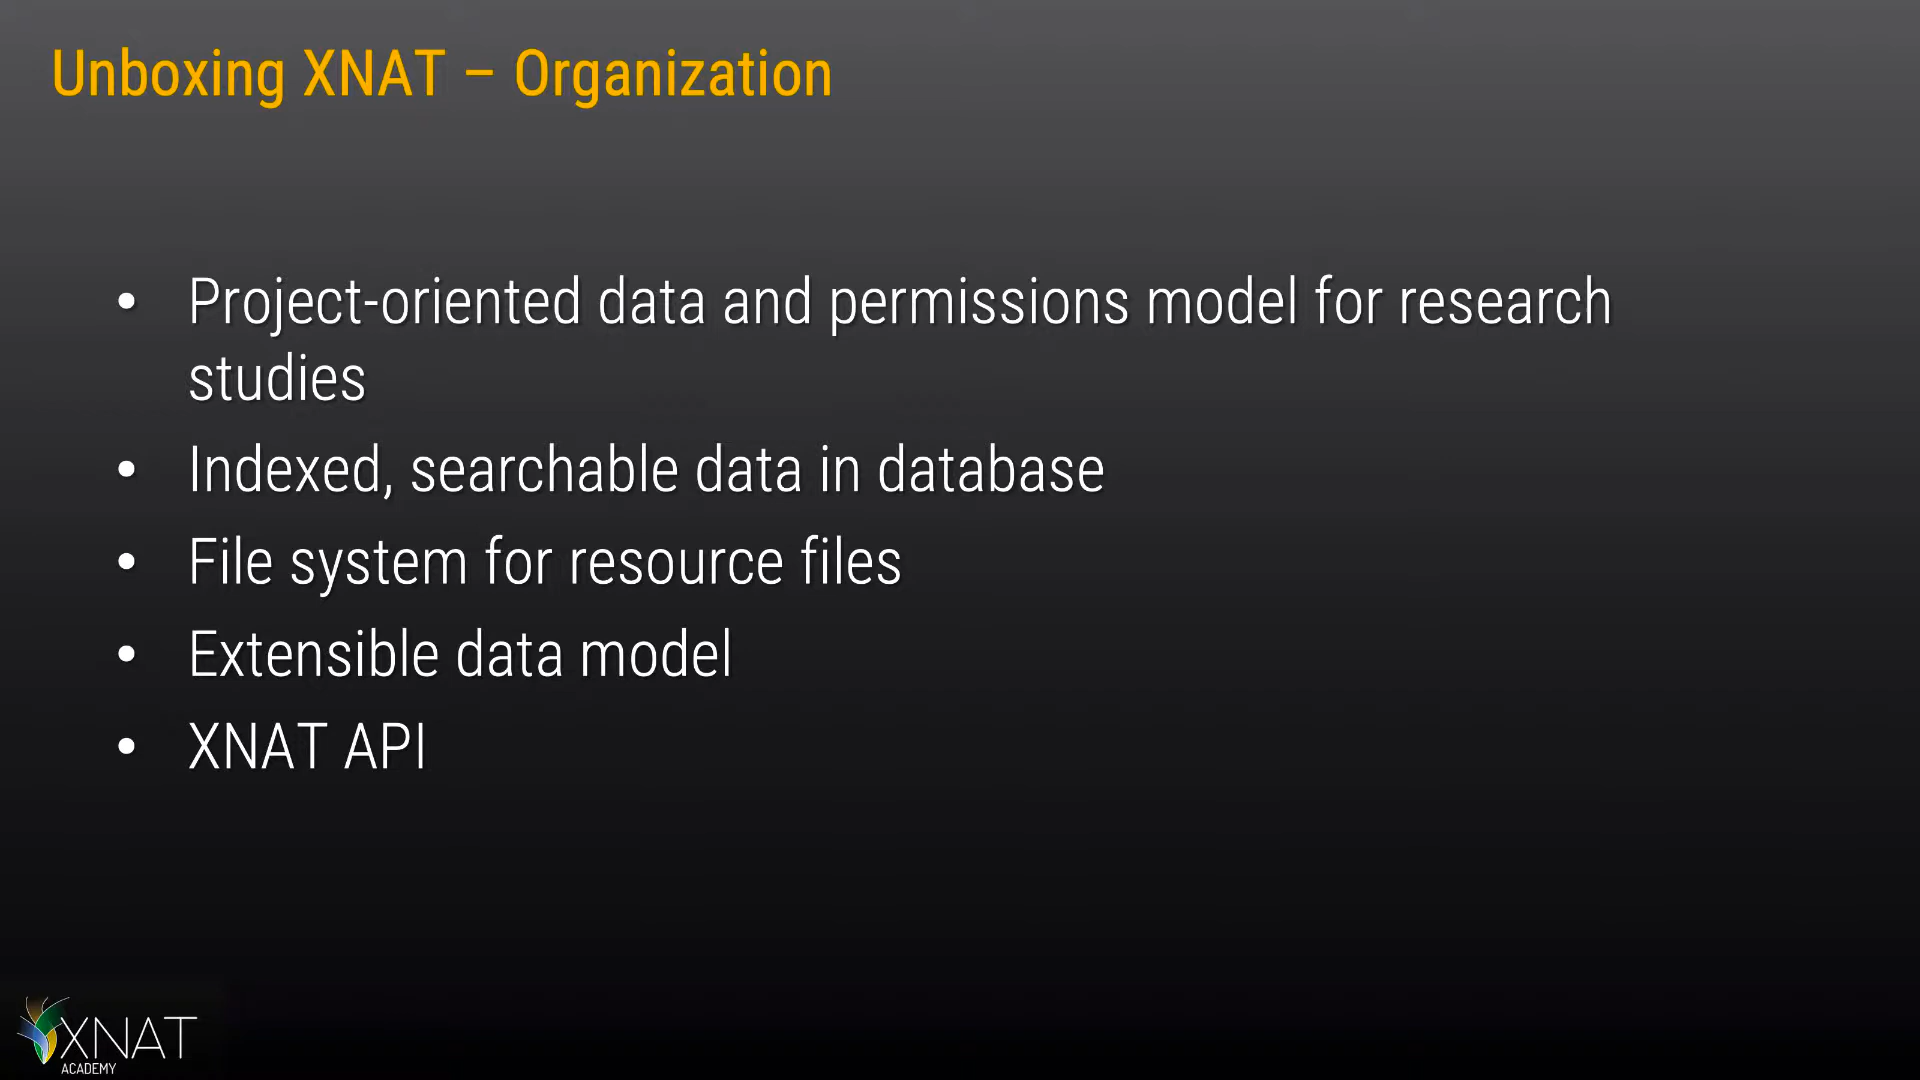 Unboxing XNAT – Organization
• Project-oriented data and permissions model for research
studies
• Indexed, searchable data in database
• File system for resource files
• Extensible data model
• XNAT API
XNAT
ACADEMY